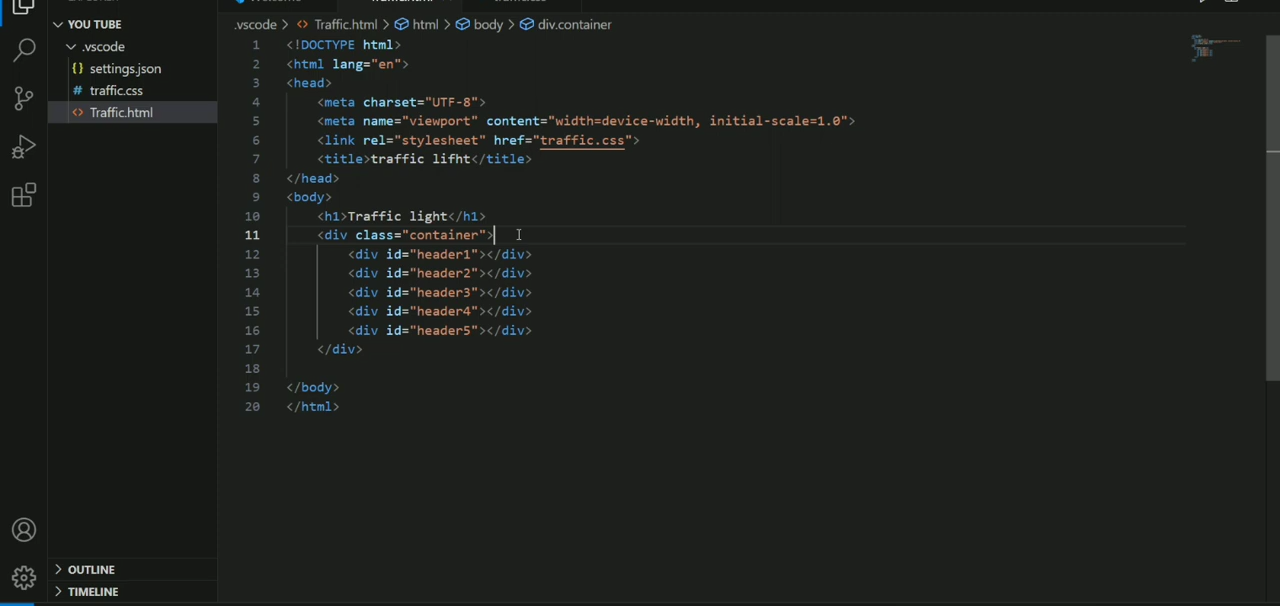 YOU TUBE
.vscode
{} settings.json
# traffic.css
<> Traffic.html
OUTLINE
TIMELINE
.vscode > <> Traffic.html > html > body > div.container
1 <!DOCTYPE html>
2 <html lang="en">
3 <head>
4 <meta charset="UTF-8">
5 <meta name="viewport" content="width=device-width, initial-scale=1.0">
6 <link rel="stylesheet" href="traffic.css">
7 <title>traffic lifht</title>
8 </head>
9 <body>
10 <h1>Traffic light</h1>
11 <div class="container">
12 <div id="header1"></div>
13 <div id="header2"></div>
14 <div id="header3"></div>
15 <div id="header4"></div>
16 <div id="header5"></div>
17 </div>
18
19 </body>
20 </html>